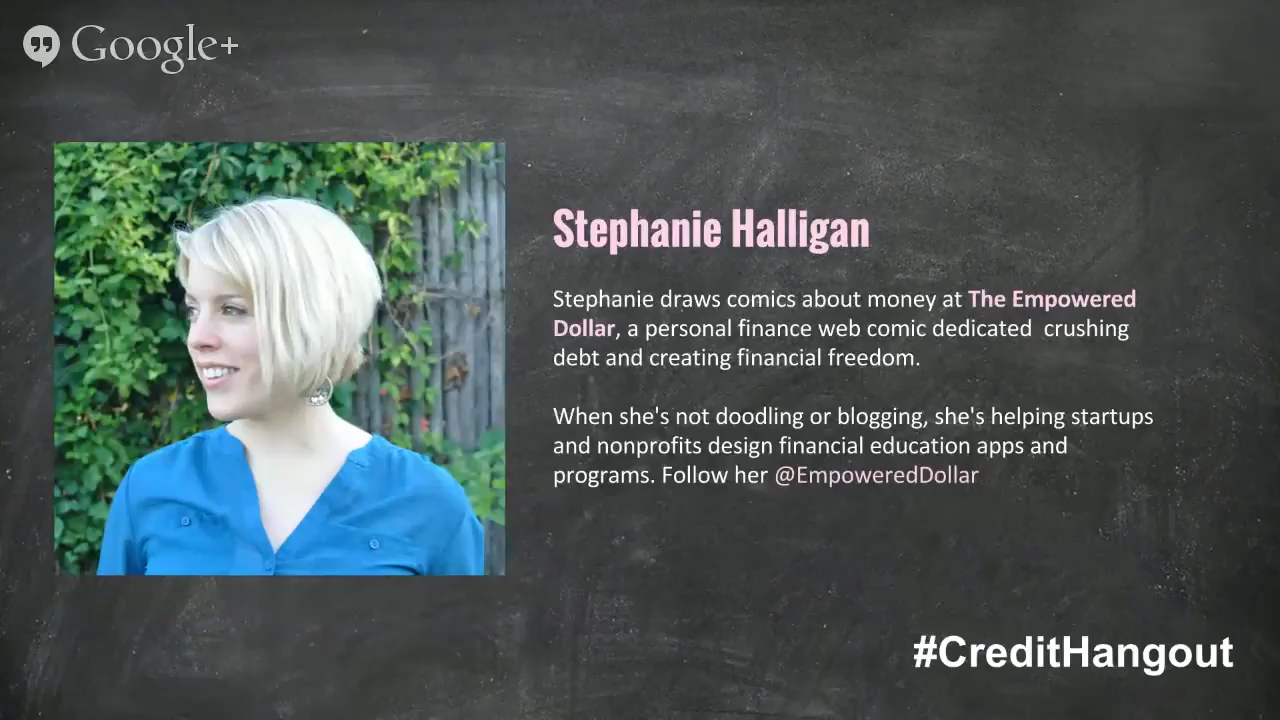 Google+
Stephanie Halligan
Stephanie draws comics about money at The Empowered
Dollar, a personal finance web comic dedicated  crushing
debt and creating financial freedom.
When she's not doodling or blogging, she's helping startups
and nonprofits design financial education apps and
programs. Follow her @EmpoweredDollar
#CreditHangout